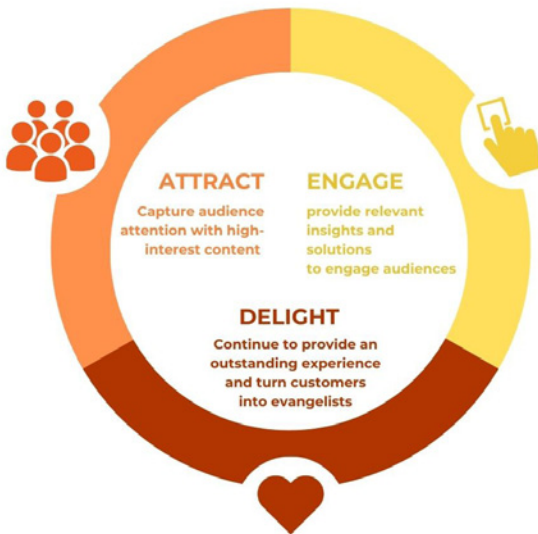 ATTRACT
Capture audience
attention with high-
interest content
ENGAGE
provide relevant
insights and
solutions
to engage audiences
DELIGHT
Continue to provide an
outstanding experience
and turn customers
into evangelists